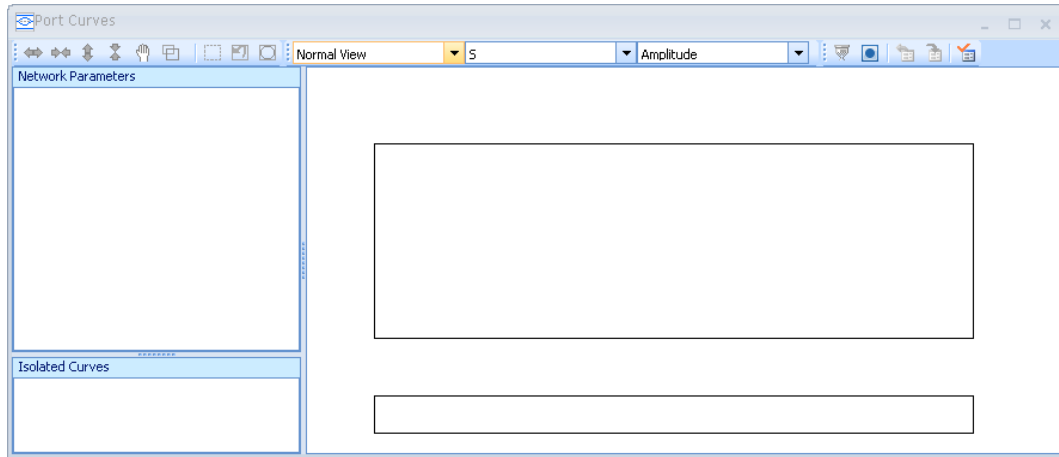 Port Curves
Normal View S Amplitude
Network Parameters
Isolated Curves